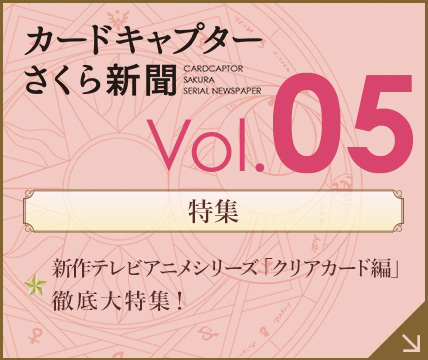 カードキャプター
さくら新聞
CARDCAPTOR
SAKURA
SERIAL NEWSPAPER
Vol.05
特集
新作テレビアニメシリーズ「クリアカード編」
徹底大特集!